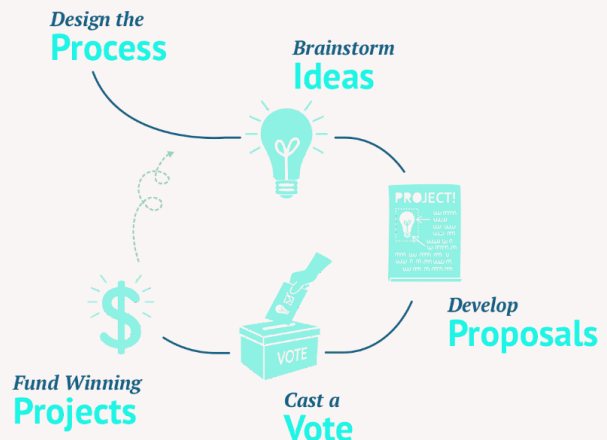 Design the
Process
Brainstorm
Ideas
PROJECT!
Develop
Proposals
Cast a
Vote
VOTE
Fund Winning
Projects